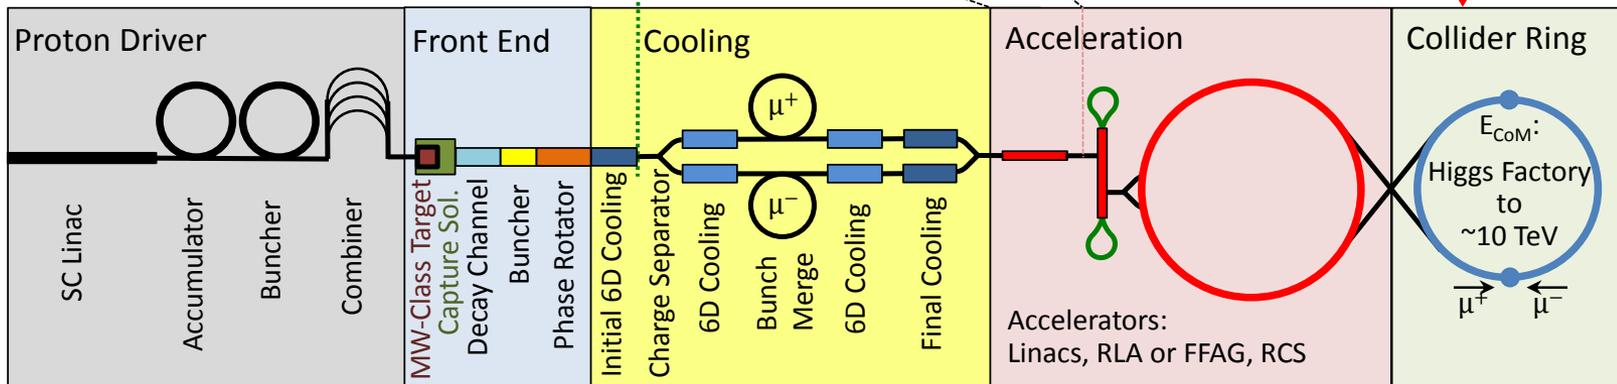 Proton Driver
SC Linac
Accumulator
Buncher
Combiner
Front End
MW-Class Target
Capture Sol.
Decay Channel
Buncher
Phase Rotator
Cooling
Initial 6D Cooling
Charge Separator
6D Cooling
μ⁺
μ⁻
Bunch
Merge
6D Cooling
Final Cooling
Acceleration
Accelerators:
Linacs, RLA or FFAG, RCS
Collider Ring
E_CoM:
Higgs Factory
to
~10 TeV
μ⁺ μ⁻